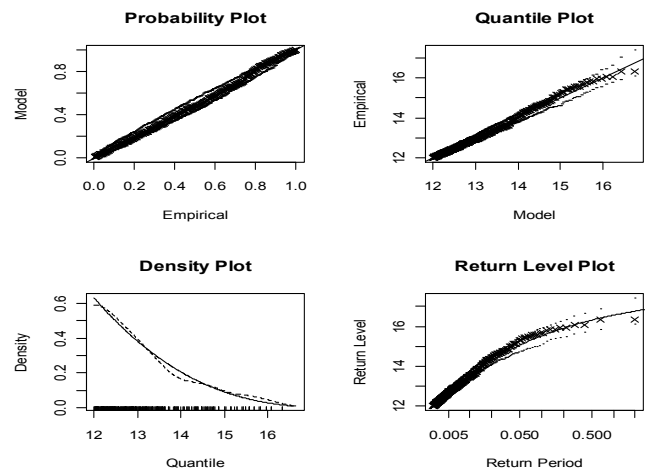 Probability Plot
Model
0.0 0.4 0.8
0.0 0.2 0.4 0.6 0.8 1.0
Empirical
Quantile Plot
Empirical
12 14 16
12 13 14 15 16
Model
Density Plot
Density
0.0 0.2 0.4 0.6
12 13 14 15 16
Quantile
Return Level Plot
Return Level
12 14 16
0.005 0.050 0.500
Return Period